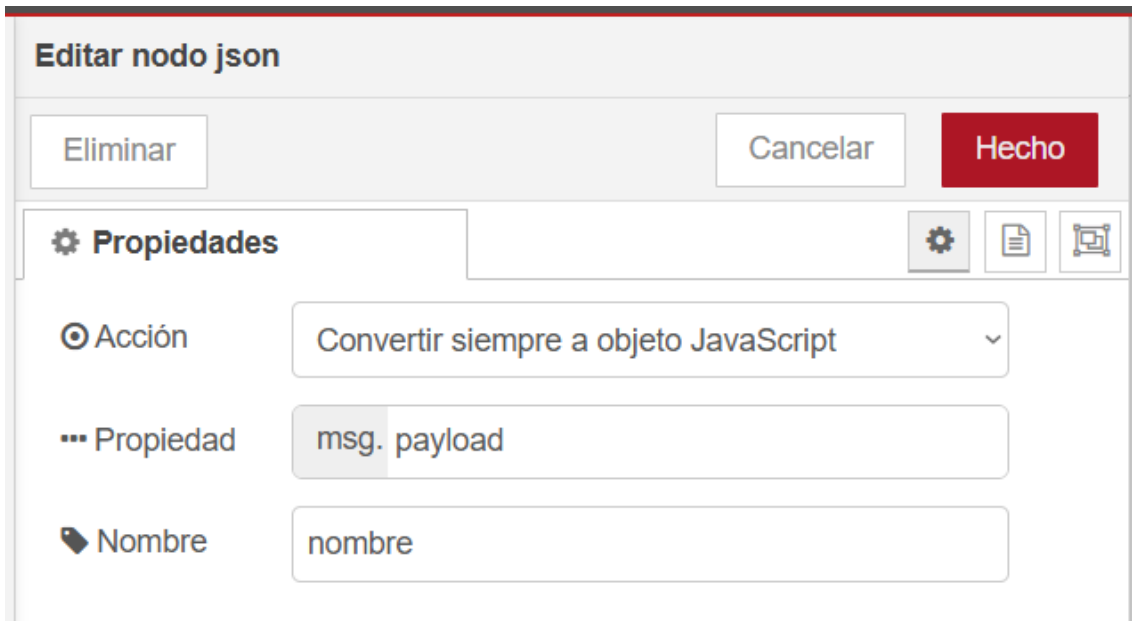 Editar nodo json
Eliminar Cancelar Hecho
Propiedades
Acción Convertir siempre a objeto JavaScript
Propiedad msg. payload
Nombre nombre